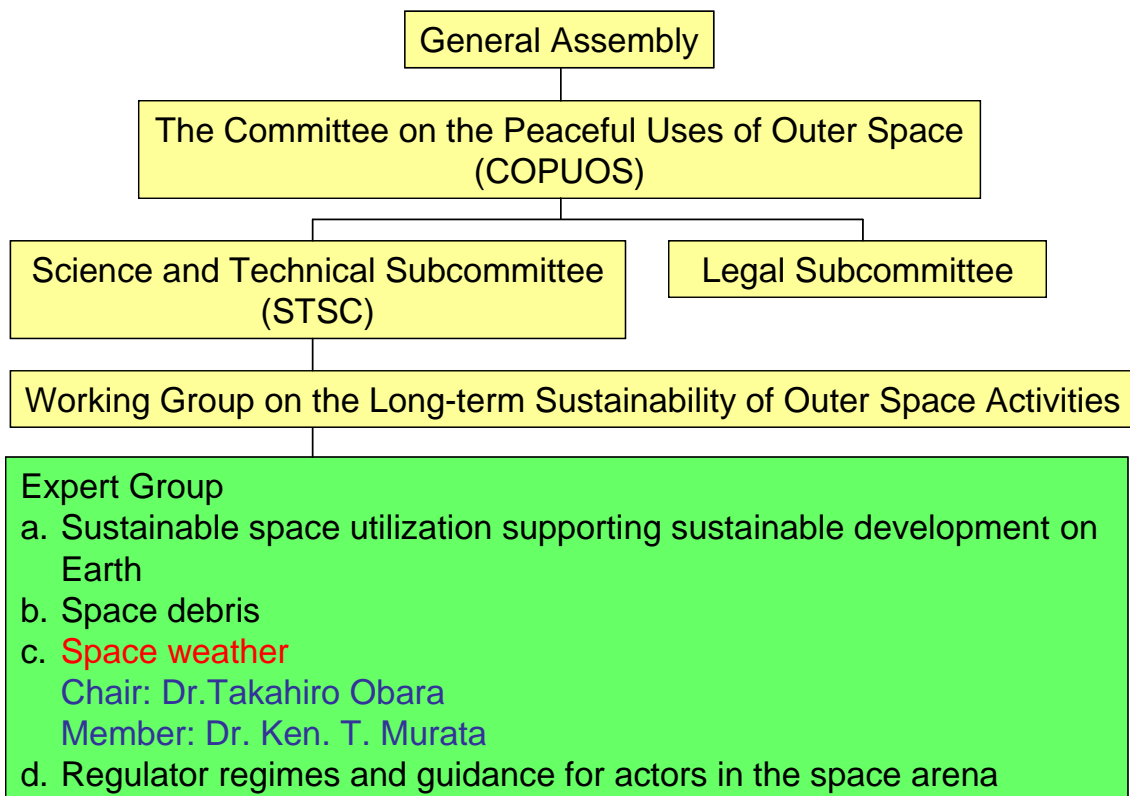 General Assembly
The Committee on the Peaceful Uses of Outer Space
(COPUOS)
Science and Technical Subcommittee
(STSC)
Legal Subcommittee
Working Group on the Long-term Sustainability of Outer Space Activities
Expert Group
a. Sustainable space utilization supporting sustainable development on
Earth
b. Space debris
c. Space weather
Chair: Dr.Takahiro Obara
Member: Dr. Ken. T. Murata
d. Regulator regimes and guidance for actors in the space arena